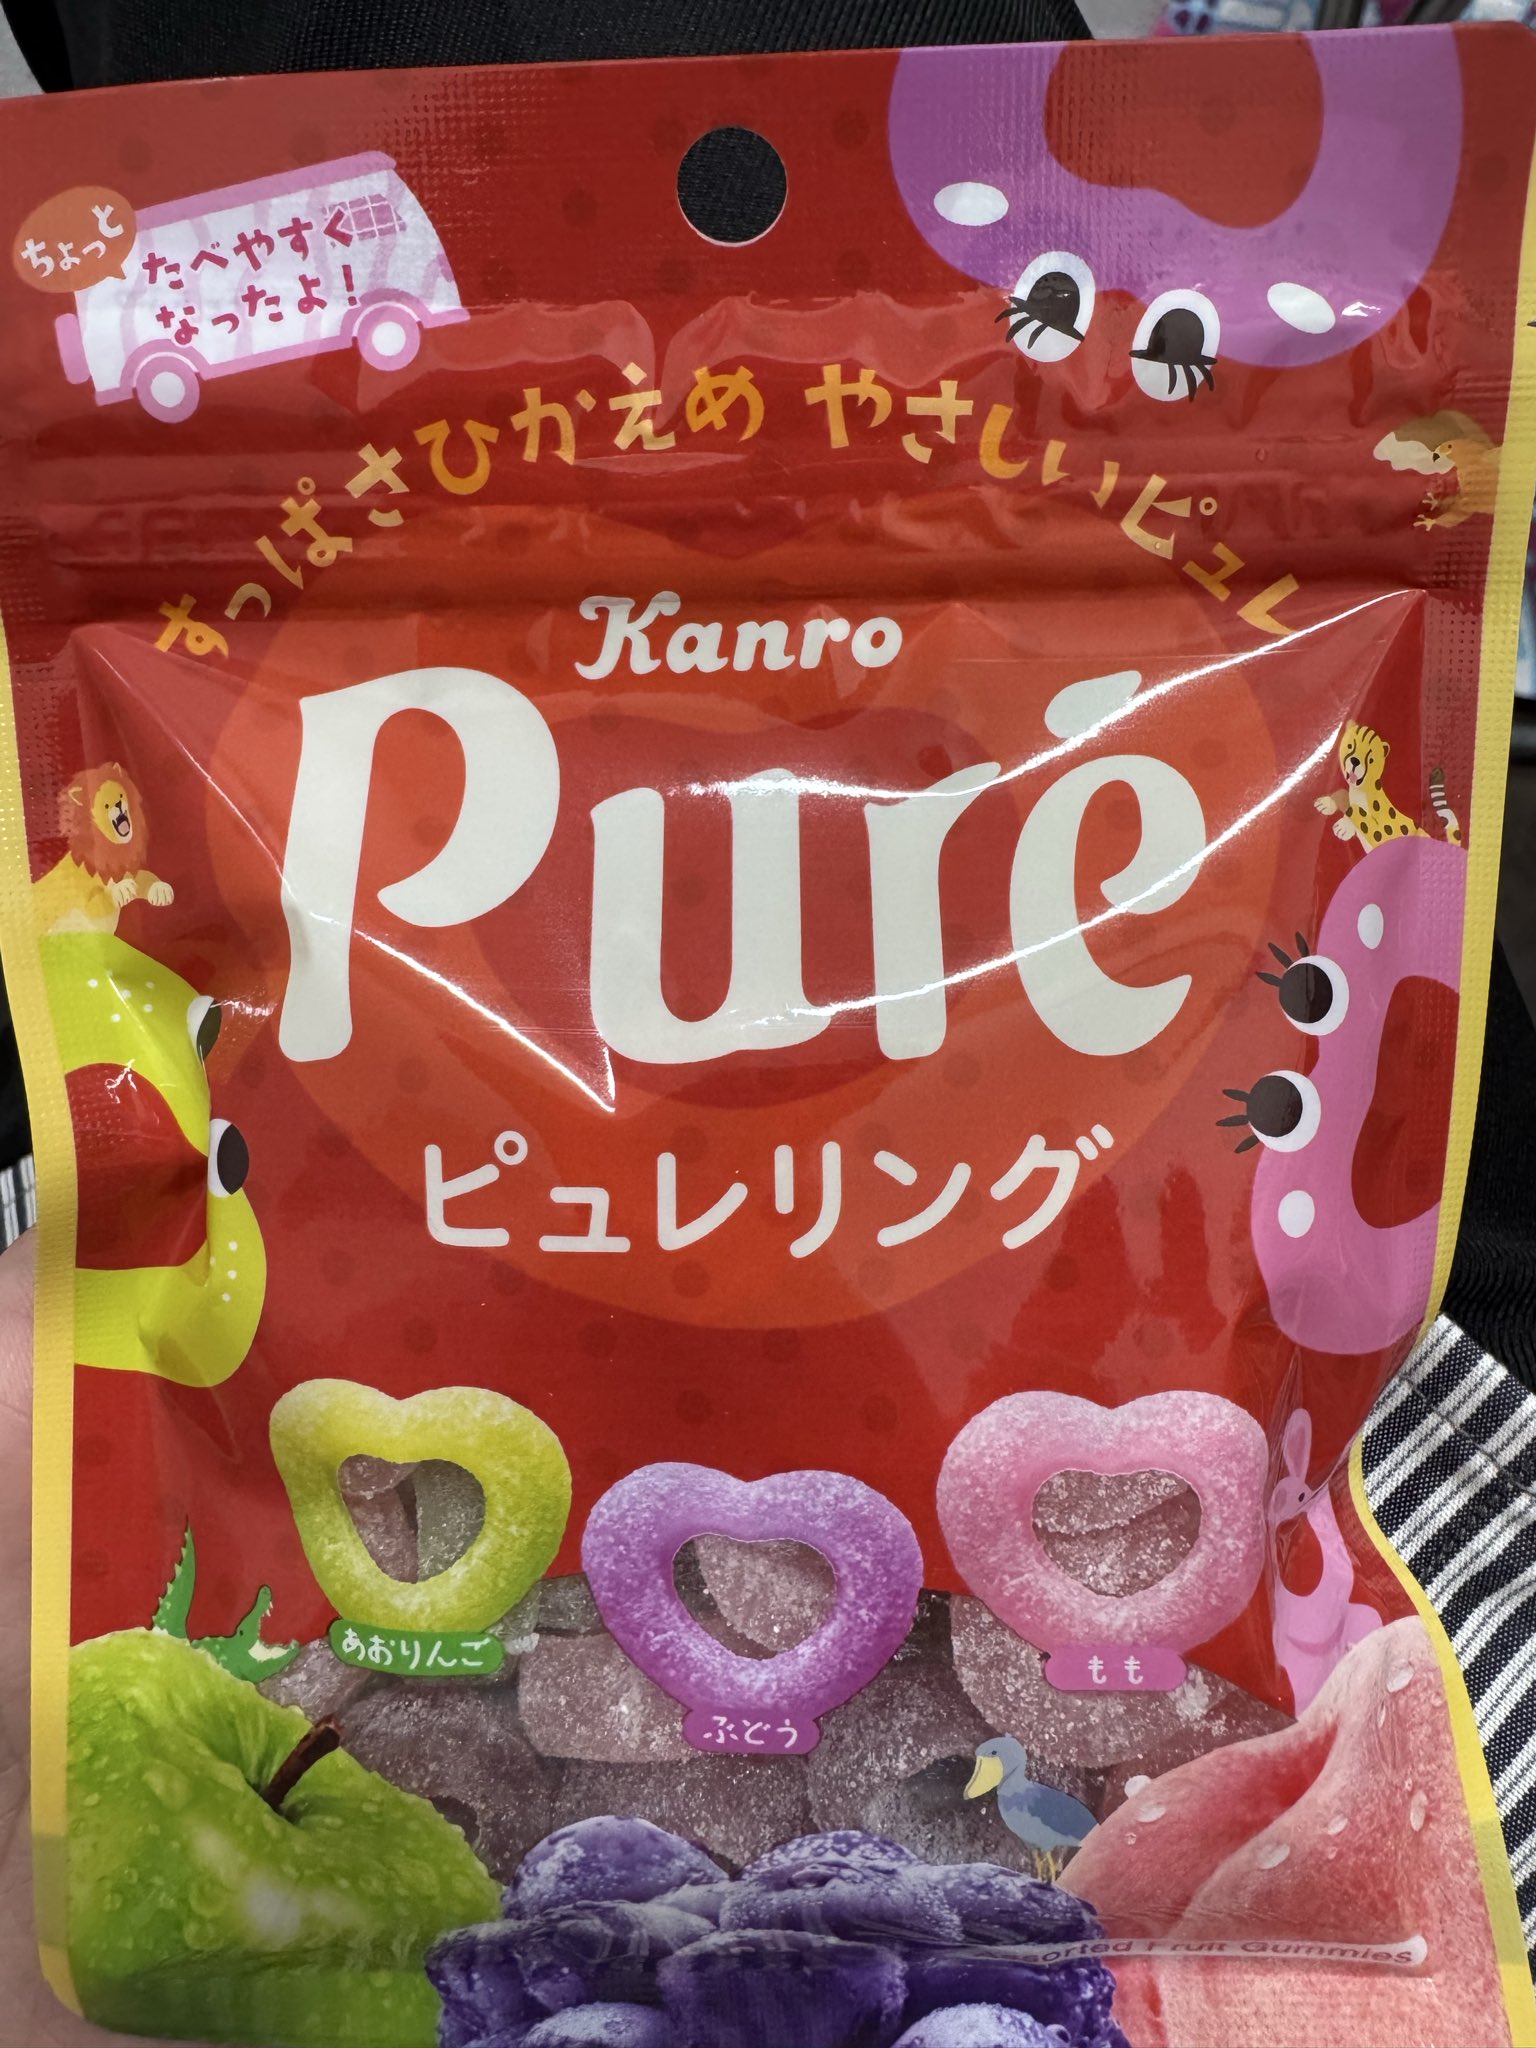 ちょっと
たべやすく
なったよ!
すっぱさひかえめ やさしいピュレ
Kanro
Puré
ピュレリング
あおりんご
ぶどう
もも
Fruit Gummies